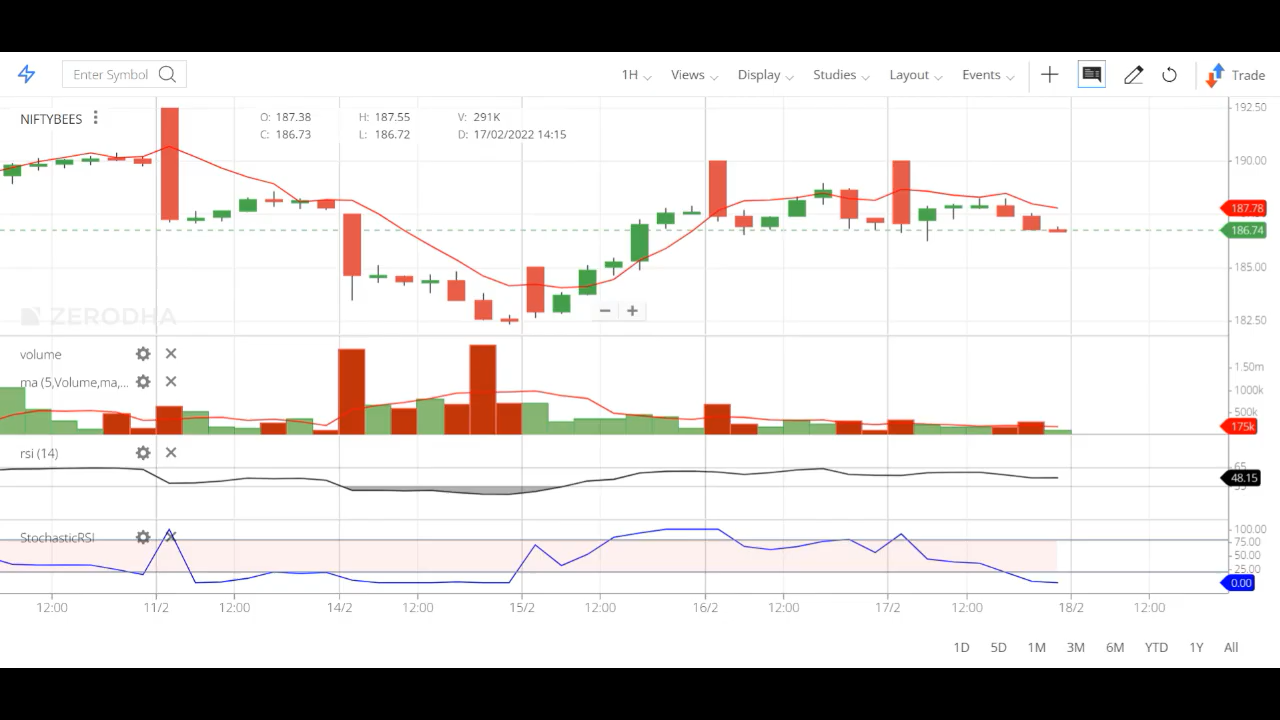 Enter Symbol 1H Views Display Studies Layout Events Trade
NIFTYBEES O: 187.38 H: 187.55 V: 291K
C: 186.73 L: 186.72 D: 17/02/2022 14:15
192.50
190.00
187.78
186.74
185.00
182.50
ZERODHA
volume
1.50m
ma (5,Volume,ma,...
1000k
500k
175k
rsi (14)
65
48.15
StochasticRSI
100.00
75.00
50.00
25.00
0.00
12:00 11/2 12:00 14/2 12:00 15/2 12:00 16/2 12:00 17/2 12:00 18/2 12:00
1D 5D 1M 3M 6M YTD 1Y All